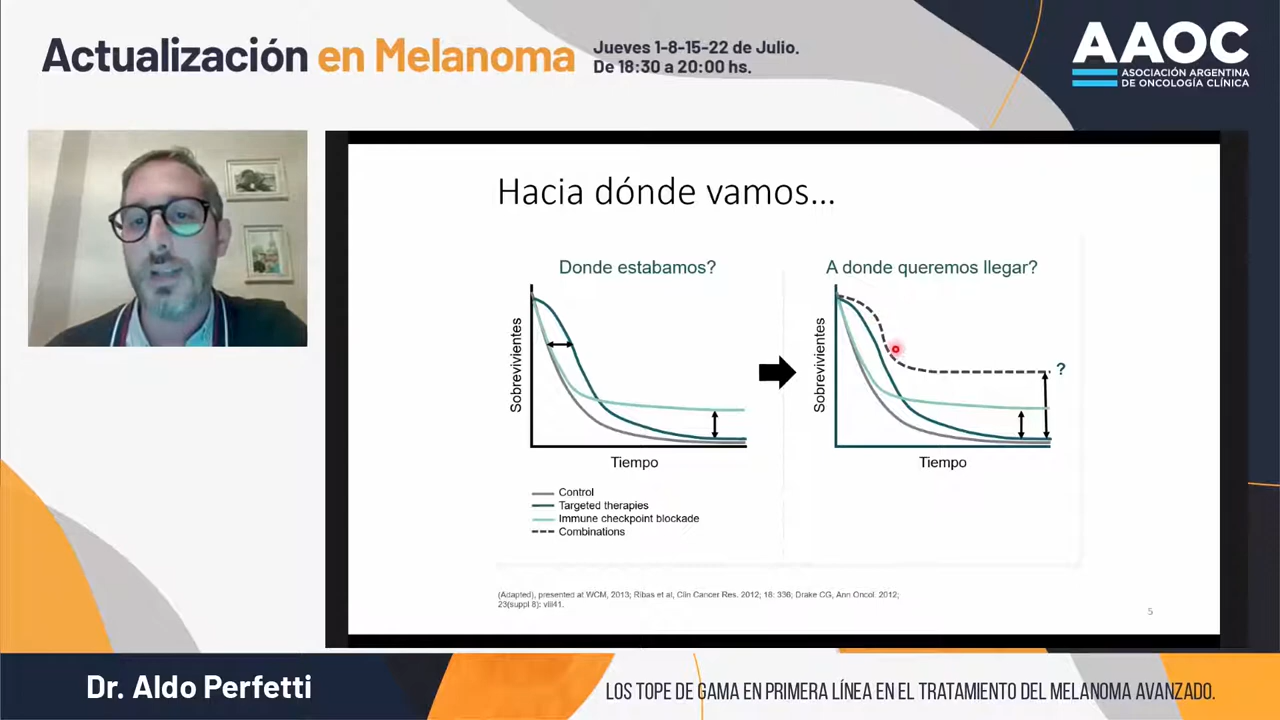 Actualización en Melanoma
Jueves 1-8-15-22 de Julio.
De 18:30 a 20:00 hs.
AAOC
ASOCIACIÓN ARGENTINA
DE ONCOLOGÍA CLÍNICA
Hacia dónde vamos...
Donde estabamos?
Sobrevivientes
Tiempo
A donde queremos llegar?
Sobrevivientes
?
Tiempo
Control
Targeted therapies
Immune checkpoint blockade
Combinations
(Adapted), presented at WCM, 2013; Ribas et al, Clin Cancer Res. 2012; 18: 336; Drake CG, Ann Oncol. 2012;
23(suppl 8): viii41.
5
Dr. Aldo Perfetti
LOS TOPE DE GAMA EN PRIMERA LÍNEA EN EL TRATAMIENTO DEL MELANOMA AVANZADO.